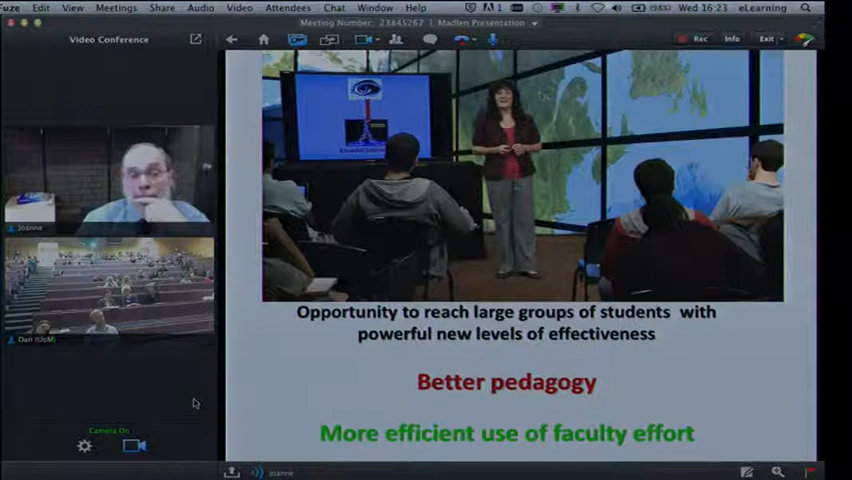 Fuze Edit View Meetings Share Audio Video Attendees Chat Window Help 1 (98%) Wed 16:23 eLearning
Meeting Number 23845267 | Madlen Presentation
Video Conference
Rec Info Exit
Joanne
Dan (UoM)
Opportunity to reach large groups of students with
powerful new levels of effectiveness
Better pedagogy
More efficient use of faculty effort
Camera On
Joanne